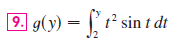 9. g(y) = ∫₂ʸ t² sin t dt